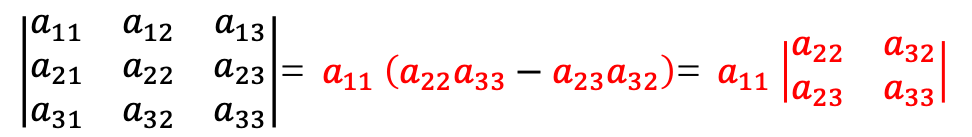 |a₁₁ a₁₂ a₁₃|
|a₂₁ a₂₂ a₂₃| = a₁₁ (a₂₂a₃₃ − a₂₃a₃₂) = a₁₁ |a₂₂ a₃₂|
|a₃₁ a₃₂ a₃₃| |a₂₃ a₃₃|